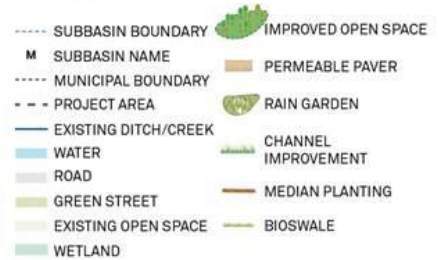 SUBBASIN BOUNDARY
M SUBBASIN NAME
MUNICIPAL BOUNDARY
PROJECT AREA
EXISTING DITCH/CREEK
WATER
ROAD
GREEN STREET
EXISTING OPEN SPACE
WETLAND
IMPROVED OPEN SPACE
PERMEABLE PAVER
RAIN GARDEN
CHANNEL
IMPROVEMENT
MEDIAN PLANTING
BIOSWALE